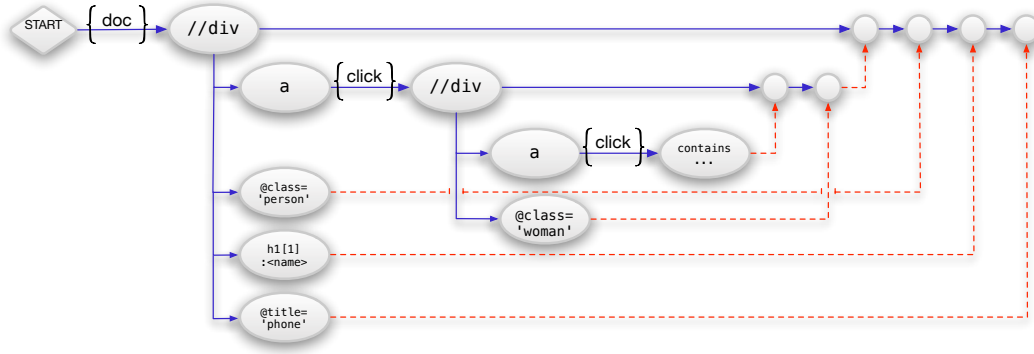 START
{ doc }
//div
a
{ click }
//div
a
{ click }
contains
...
@class=
'person'
@class=
'woman'
h1[1]
:<name>
@title=
'phone'